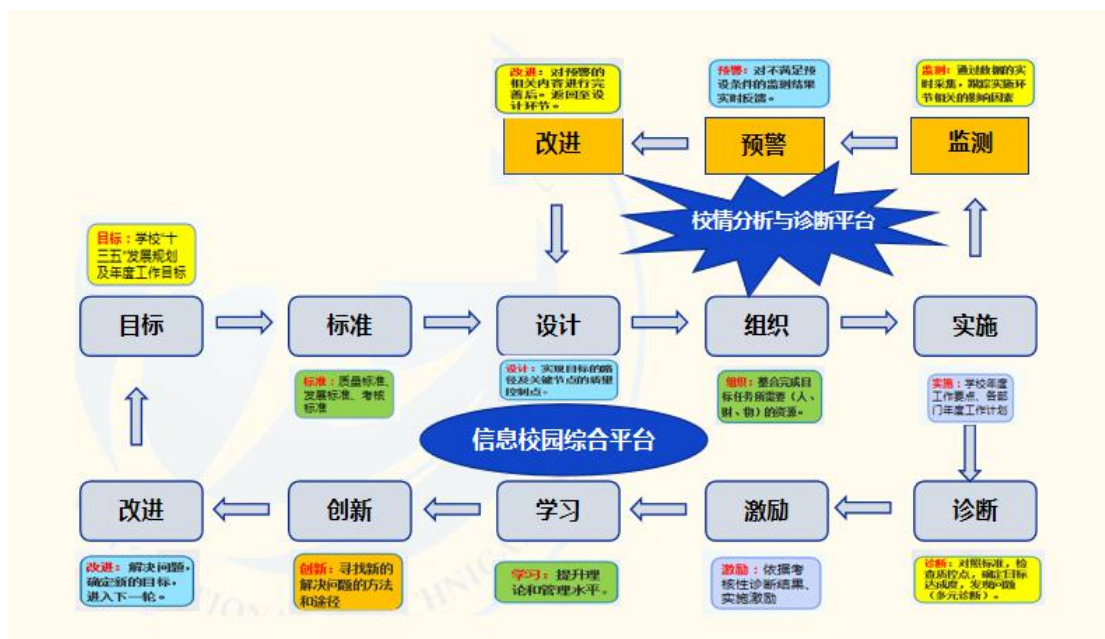 改进：对预警的
相关内容进行完
善后。返回至设
计环节。
预警：对不满足预
设条件的监测结果
实时反馈。
监测：通过数据的实
时采集，跟踪实施环
节相关的影响因素
改进
预警
监测
校情分析与诊断平台
目标：学校“十
三五”发展规划
及年度工作目标
目标
标准
设计
组织
实施
标准：质量标准、
发展标准、考核
标准
设计：实现目标的路
径及关键节点的质量
控制点。
组织：整合完成目
标任务所需要（人、
财、物）的资源。
实施：学校年度
工作要点、各部
门年度工作计划
信息校园综合平台
改进
创新
学习
激励
诊断
改进：解决问题，
确定新的目标，
进入下一轮。
创新：寻找新的
解决问题的方法
和途径
学习：提升理
论和管理水平。
激励：依据考
核性诊断结果、
实施激励
诊断：对照标准，检
查质控点，确定目标
达成度，发现问题
（多元诊断）。